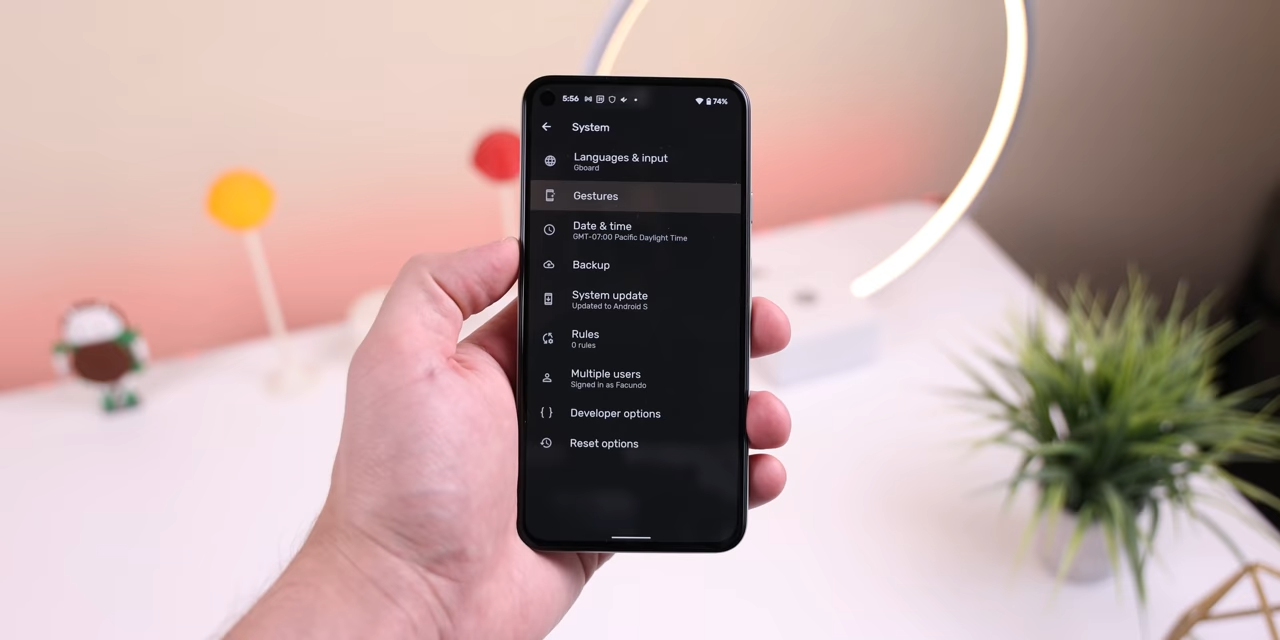 5:56 74%
System
Languages & input
Gboard
Gestures
Date & time
GMT-07:00 Pacific Daylight Time
Backup
System update
Updated to Android S
Rules
0 rules
Multiple users
Signed in as Facundo
Developer options
Reset options